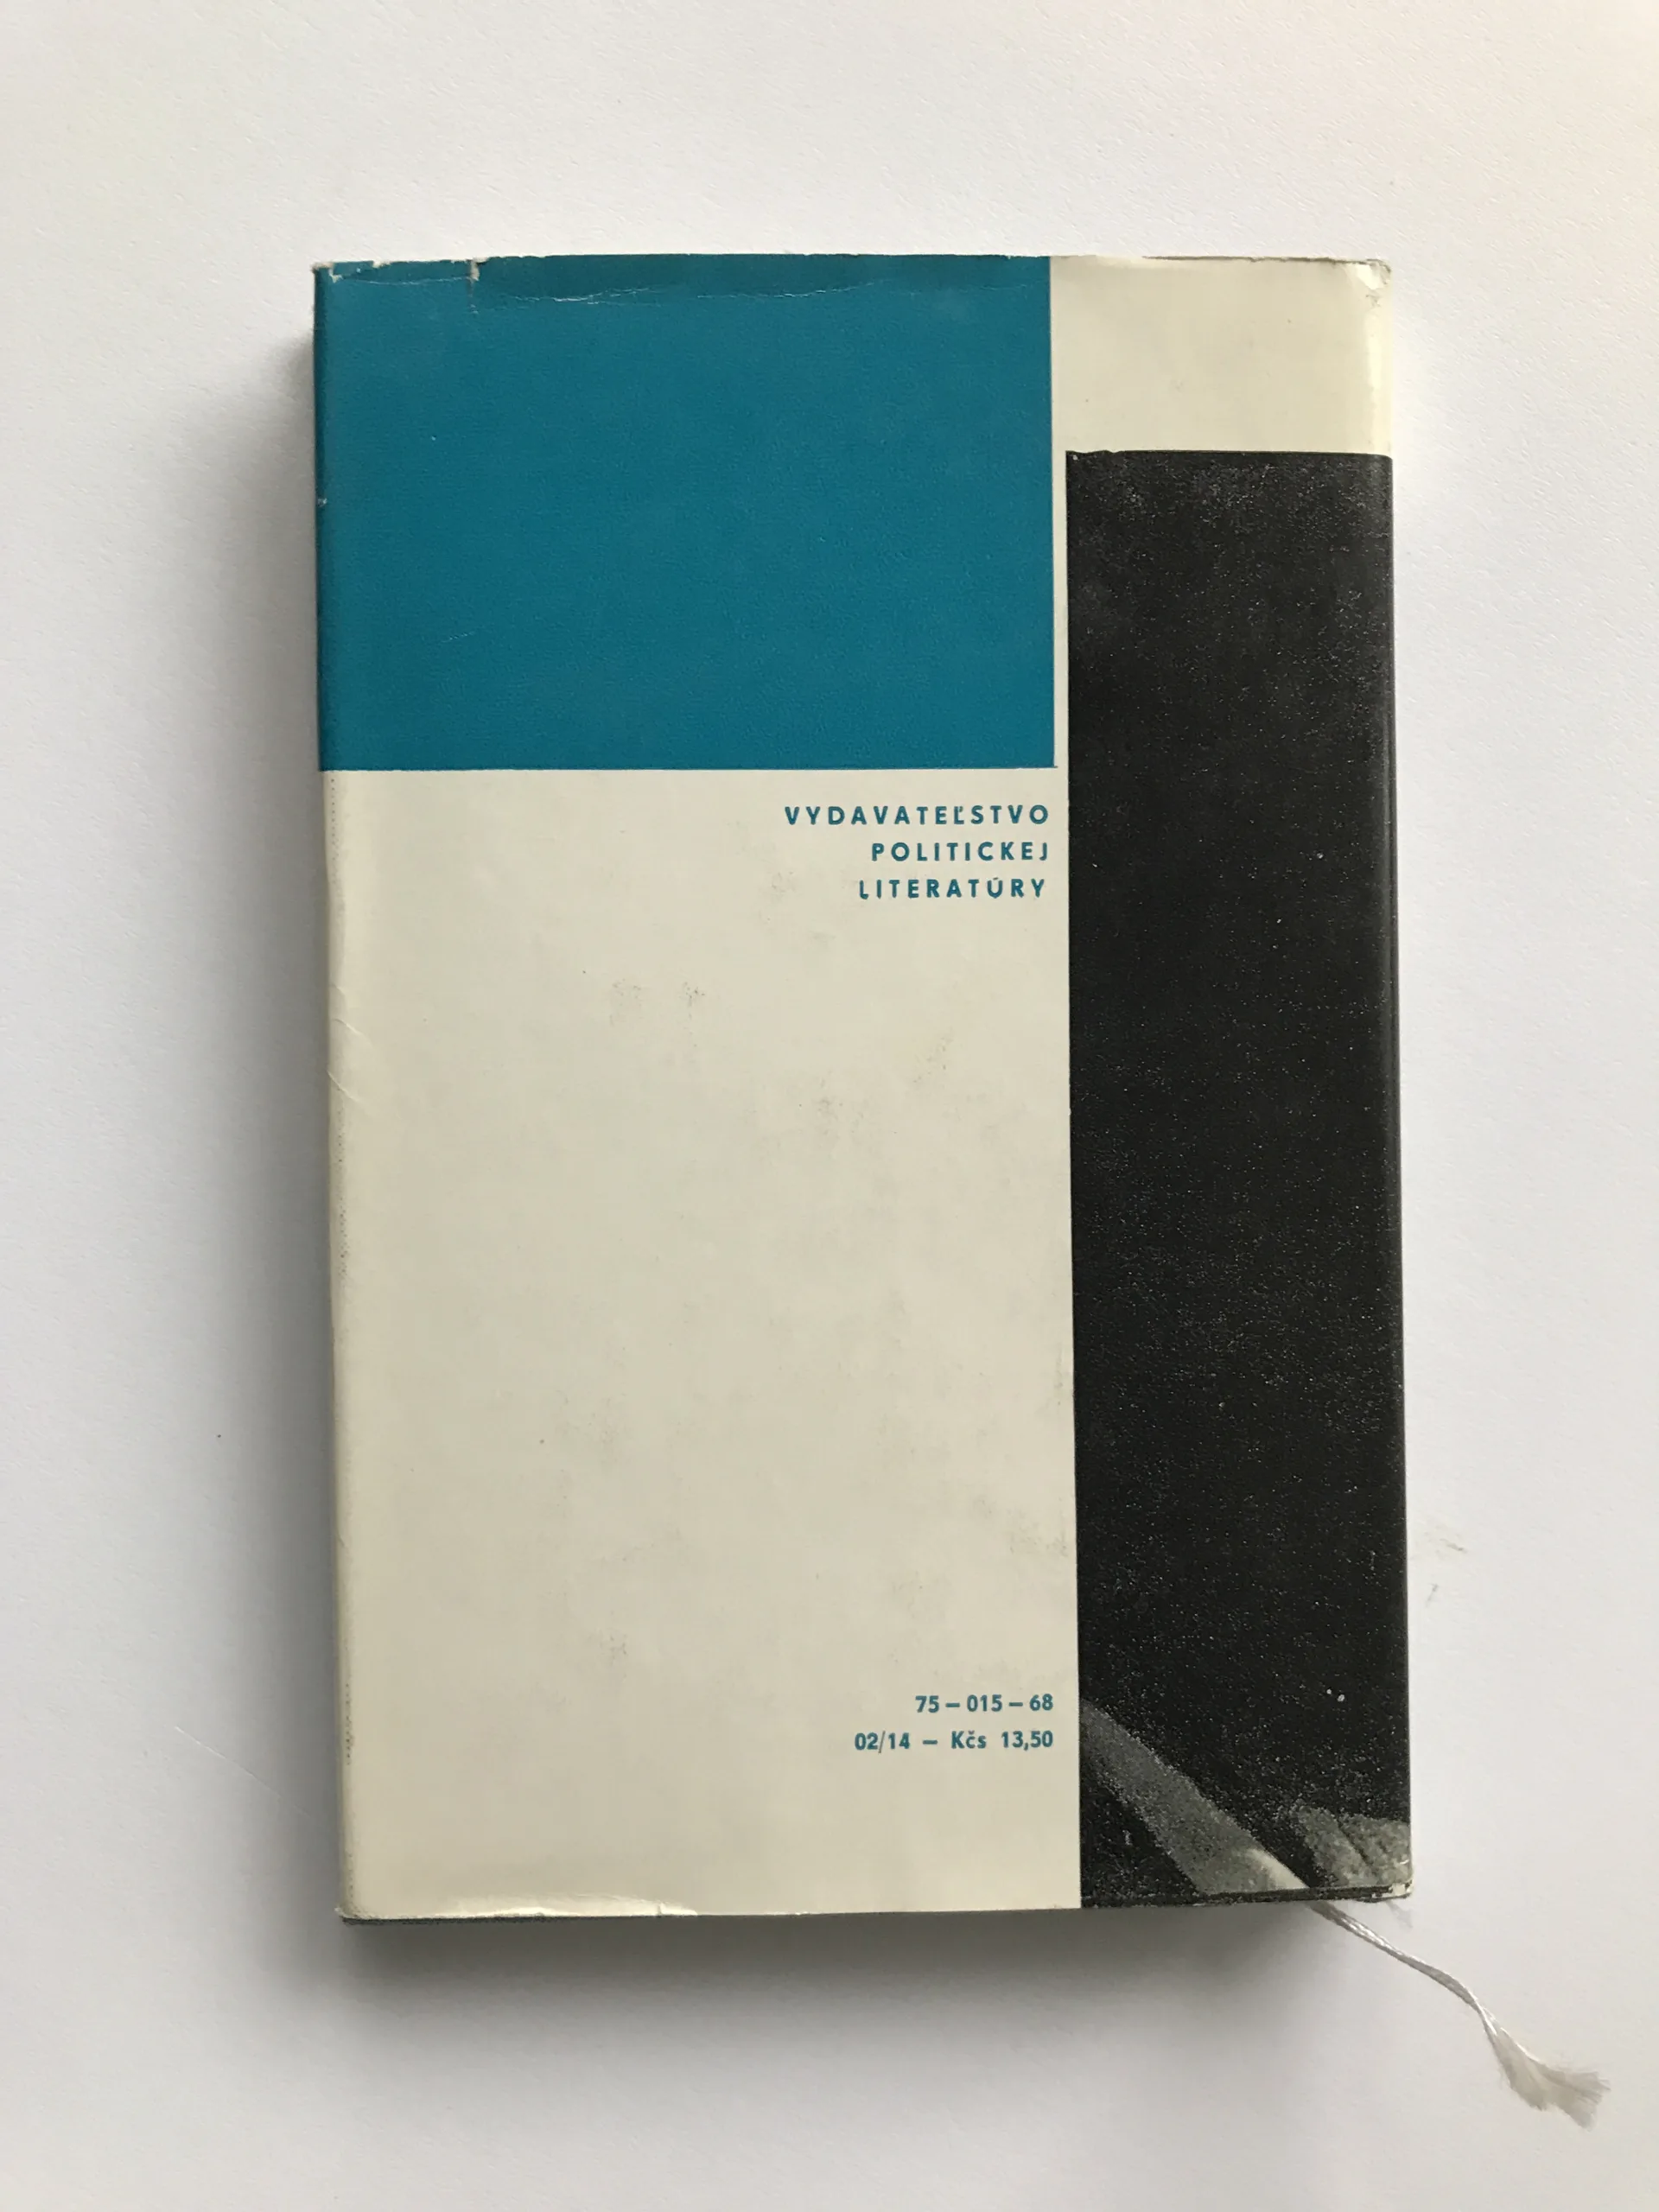 VYDAVATEĽSTVO
POLITICKEJ
LITERATÚRY
75 – 015 – 68
02/14 – Kčs 13,50